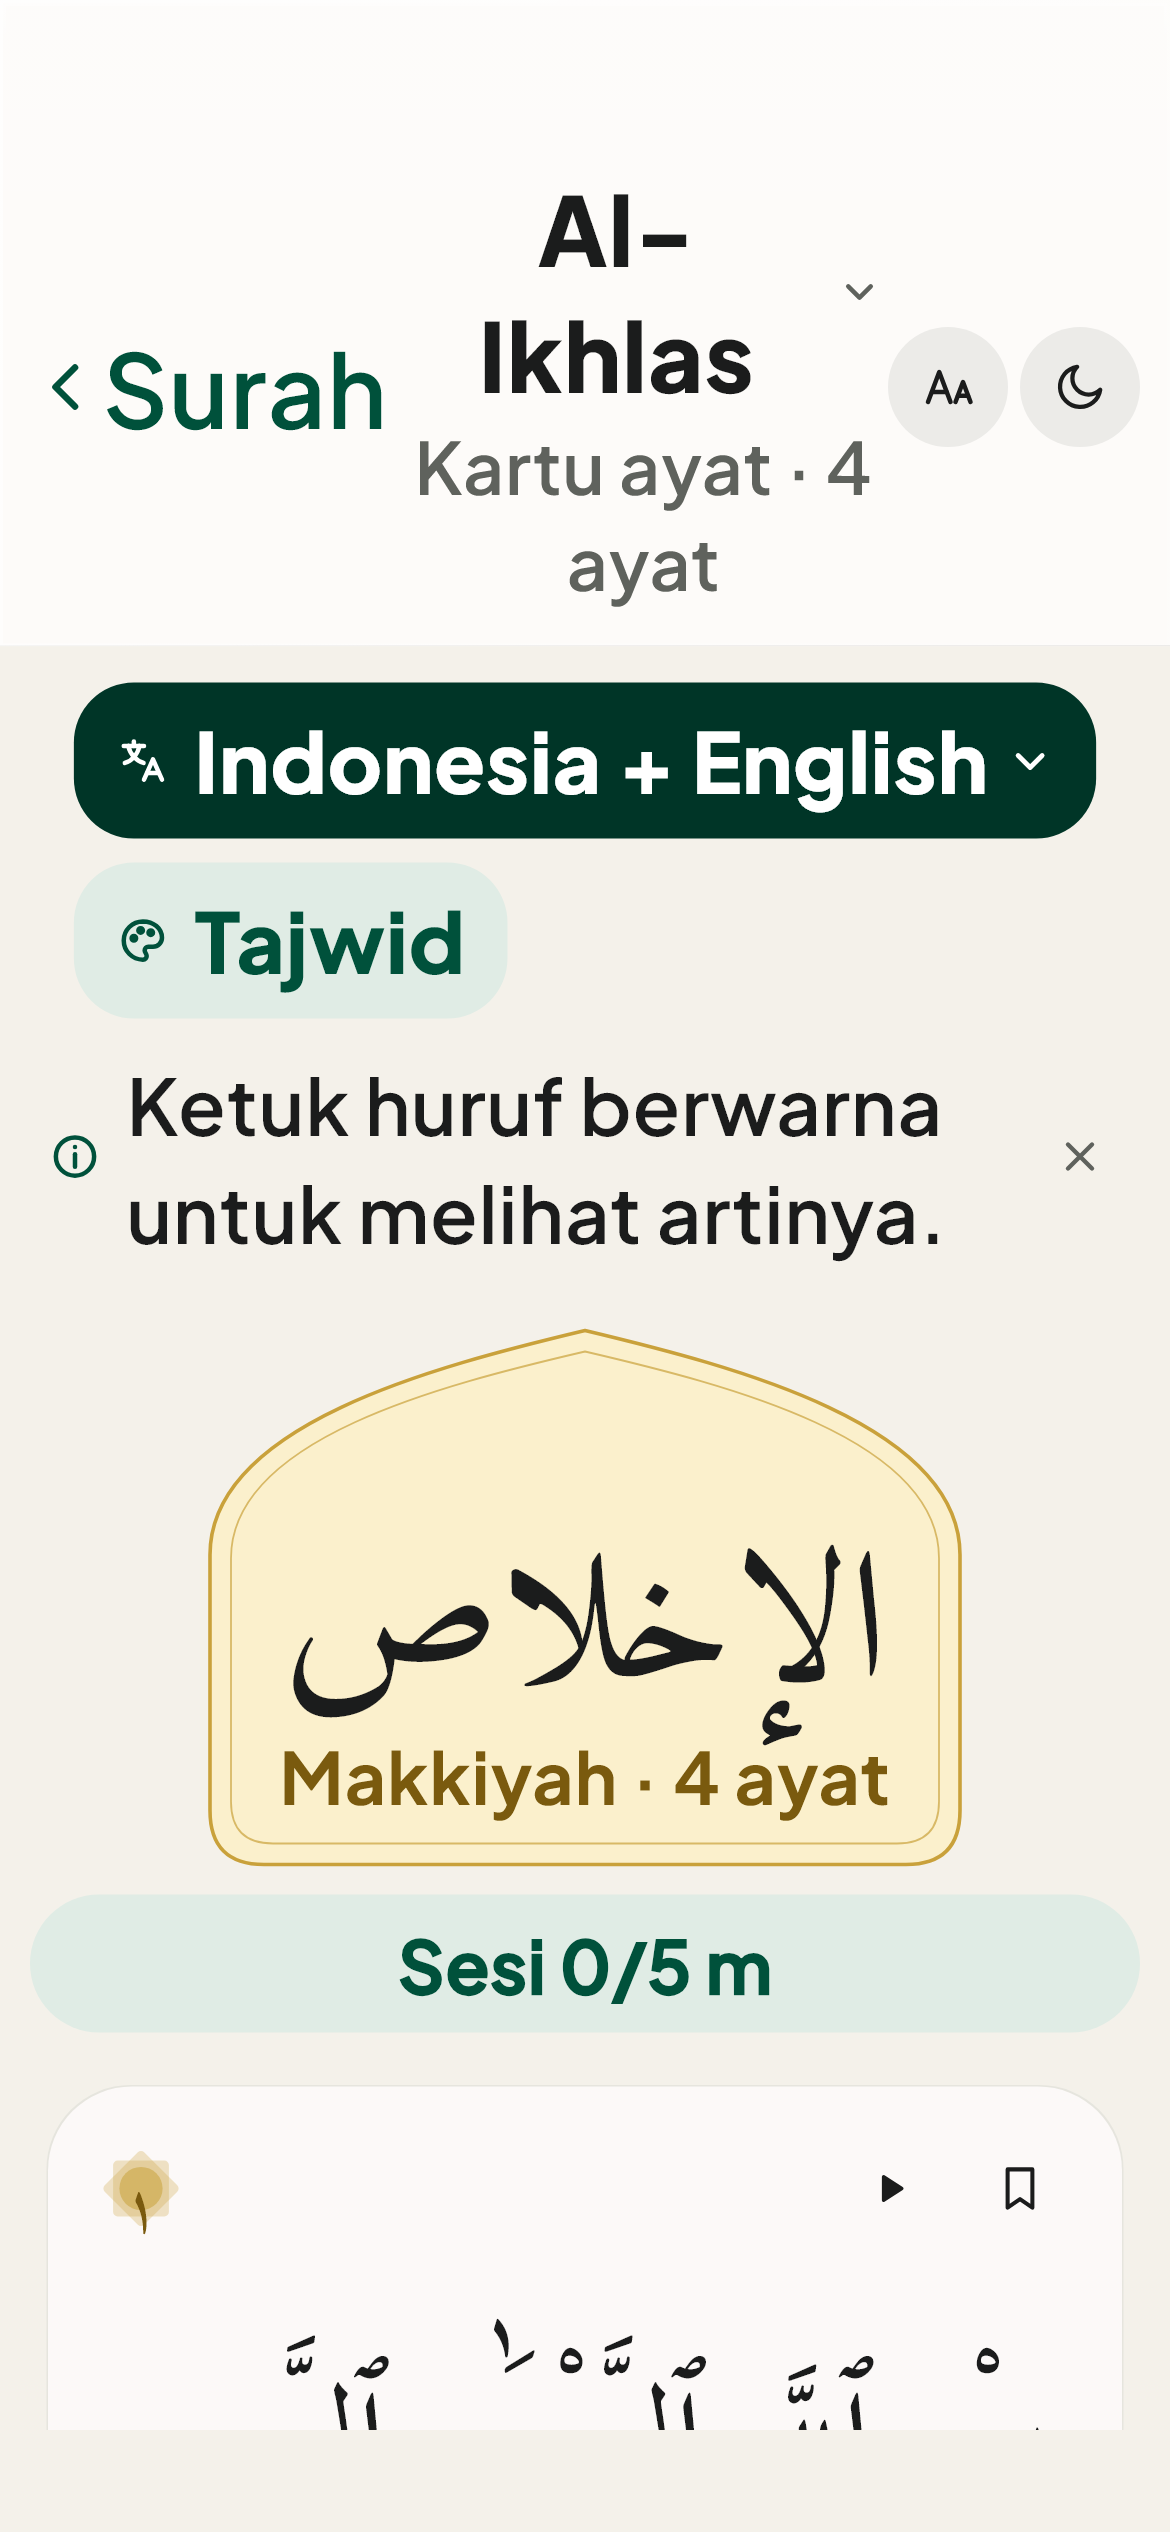 Al-
Ikhlas
Surah
AA
Kartu ayat · 4
ayat
Indonesia + English
Tajwid
Ketuk huruf berwarna
untuk melihat artinya.
الإخلاص
Makkiyah · 4 ayat
Sesi 0/5 m
١